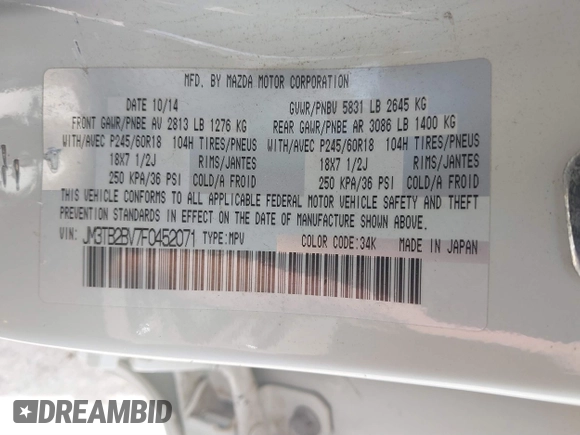 MFD. BY MAZDA MOTOR CORPORATION
DATE 10/14 GVWR/PNBV 5831 LB 2645 KG
FRONT GAWR/PNBE AV 2813 LB 1276 KG REAR GAWR/PNBE AR 3086 LB 1400 KG
WITH/AVEC P245/60R18 104H TIRES/PNEUS WITH/AVEC P245/60R18 104H TIRES/PNEUS
18X7 1/2J RIMS/JANTES 18X7 1/2J RIMS/JANTES
250 KPA/36 PSI COLD/A FROID 250 KPA/36 PSI COLD/A FROID
THIS VEHICLE CONFORMS TO ALL APPLICABLE FEDERAL MOTOR VEHICLE SAFETY AND THEFT
PREVENTION STANDARDS IN EFFECT ON THE DATE OF MANUFACTURE SHOWN ABOVE.
VIN: JM3TB2BV7F0452071 TYPE:MPV COLOR CODE:34K MADE IN JAPAN
DREAMBID